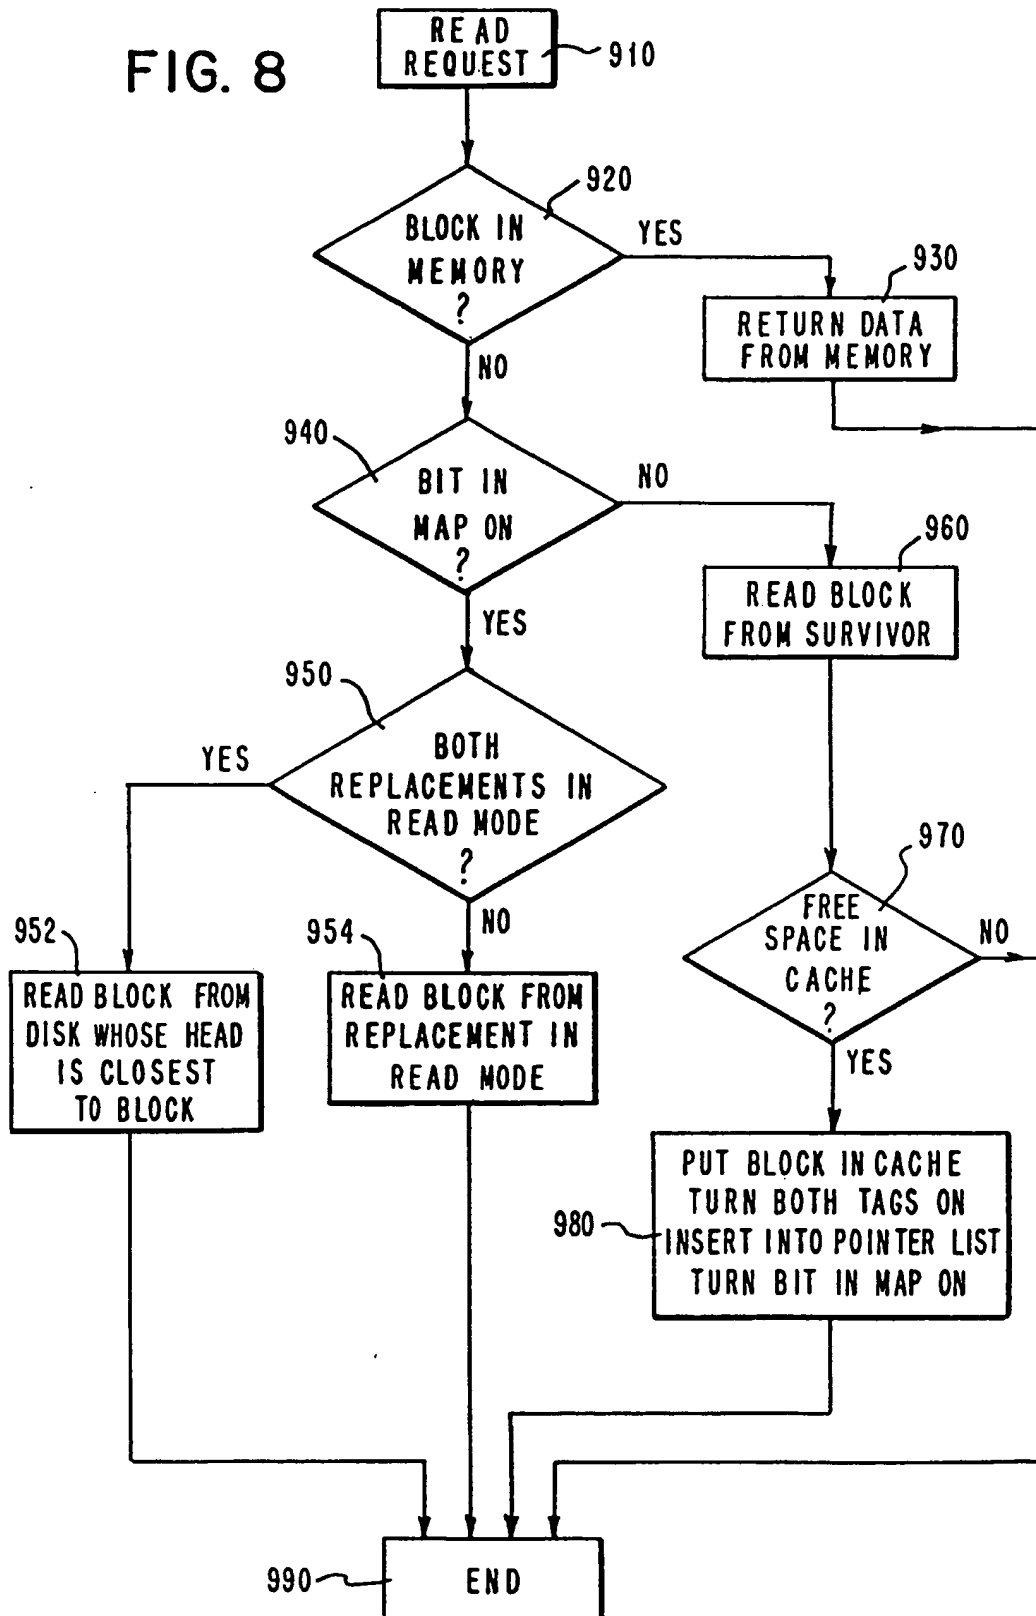 FIG. 8
READ
REQUEST
910
920
BLOCK IN
MEMORY
?
YES
930
RETURN DATA
FROM MEMORY
NO
940
BIT IN
MAP ON
?
NO
960
READ BLOCK
FROM SURVIVOR
YES
950
BOTH
REPLACEMENTS IN
READ MODE
?
YES
970
FREE
SPACE IN
CACHE
?
NO
NO
952
954
READ BLOCK FROM
DISK WHOSE HEAD
IS CLOSEST
TO BLOCK
READ BLOCK FROM
REPLACEMENT IN
READ MODE
YES
980
PUT BLOCK IN CACHE
TURN BOTH TAGS ON
INSERT INTO POINTER LIST
TURN BIT IN MAP ON
990
END